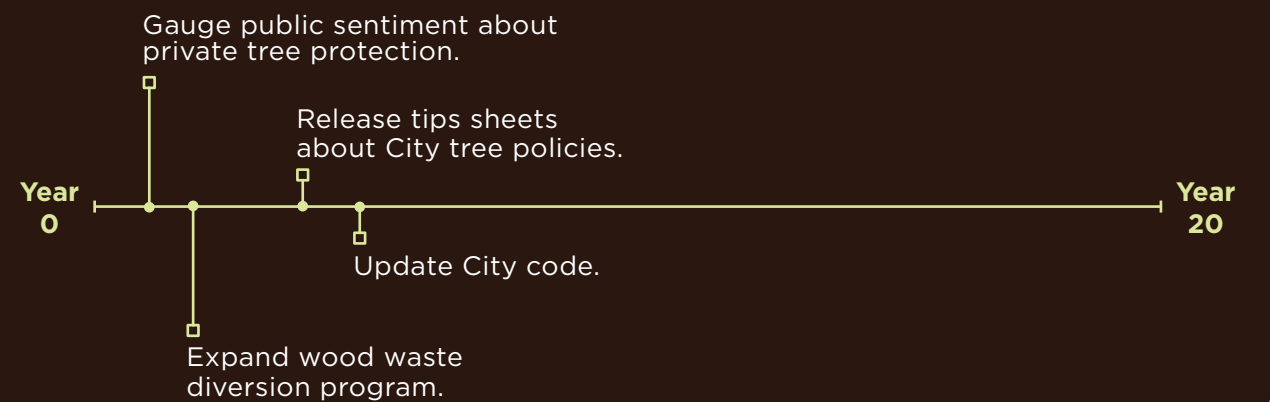 Gauge public sentiment about
private tree protection.
Release tips sheets
about City tree policies.
Year
0
Year
20
Update City code.
Expand wood waste
diversion program.